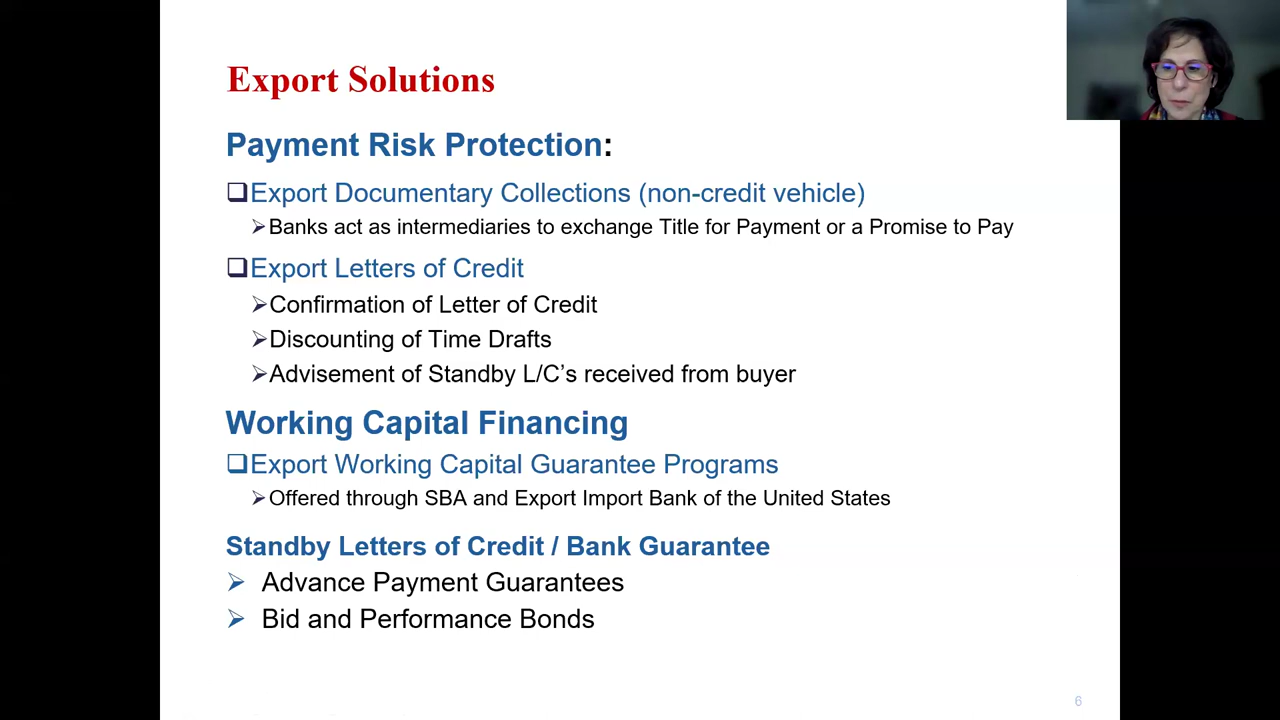 Export Solutions
Payment Risk Protection:
❑Export Documentary Collections (non-credit vehicle)
➢Banks act as intermediaries to exchange Title for Payment or a Promise to Pay
❑Export Letters of Credit
➢Confirmation of Letter of Credit
➢Discounting of Time Drafts
➢Advisement of Standby L/C’s received from buyer
Working Capital Financing
❑Export Working Capital Guarantee Programs
➢Offered through SBA and Export Import Bank of the United States
Standby Letters of Credit / Bank Guarantee
➢ Advance Payment Guarantees
➢ Bid and Performance Bonds
6